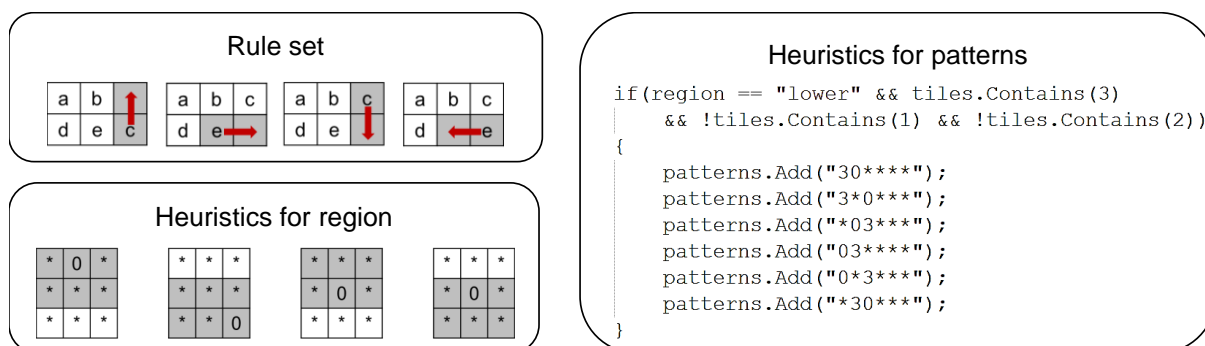 Rule set
a b
d e c
a b c
d e
a b c
d e
a b c
d e
Heuristics for region
* 0 *
* * *
* * *
* * *
* * *
* * 0
* * *
* 0 *
* * *
* * *
* 0 *
* * *
Heuristics for patterns
if(region == "lower" && tiles.Contains(3)
&& !tiles.Contains(1) && !tiles.Contains(2))
{
patterns.Add("30****");
patterns.Add("3*0***");
patterns.Add("*03***");
patterns.Add("03****");
patterns.Add("0*3***");
patterns.Add("*30***");
}